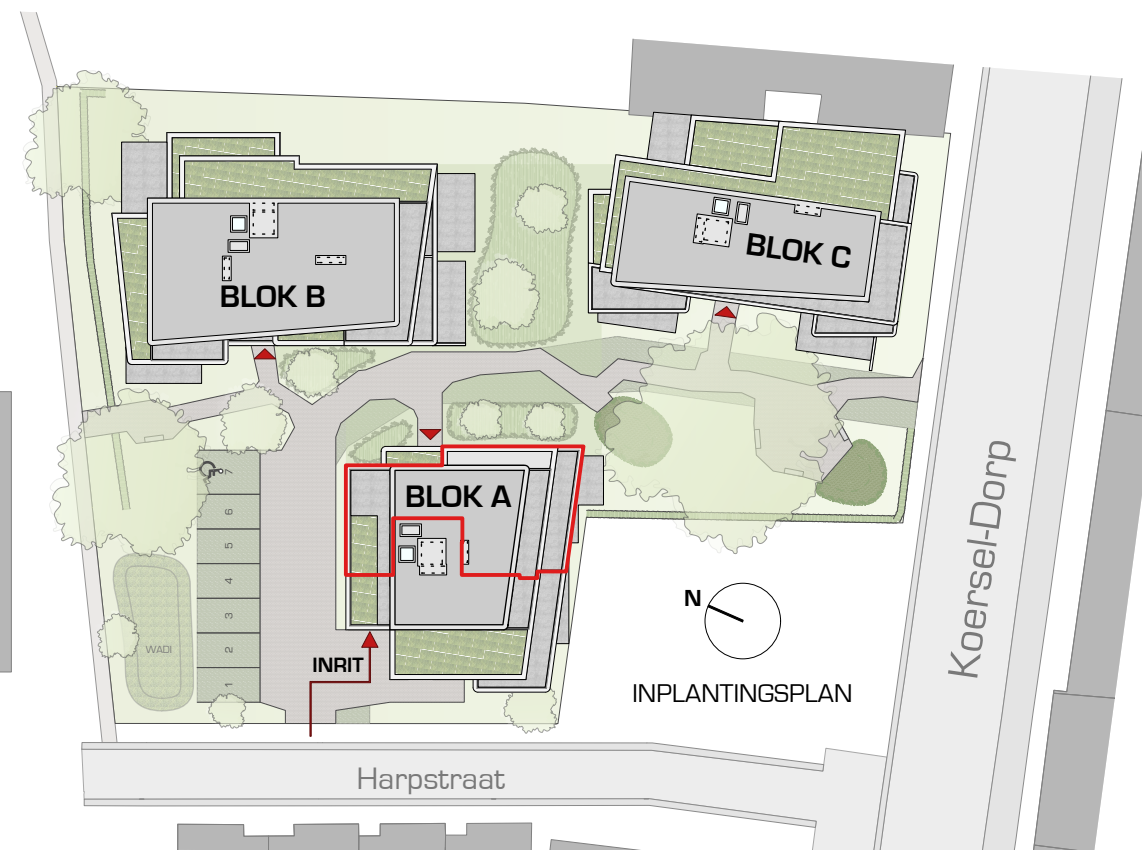 BLOK C
BLOK B
BLOK A
7
6
5
4
3
2
1
WADI
INRIT
N
INPLANTINGSPLAN
Koersel-Dorp
Harpstraat